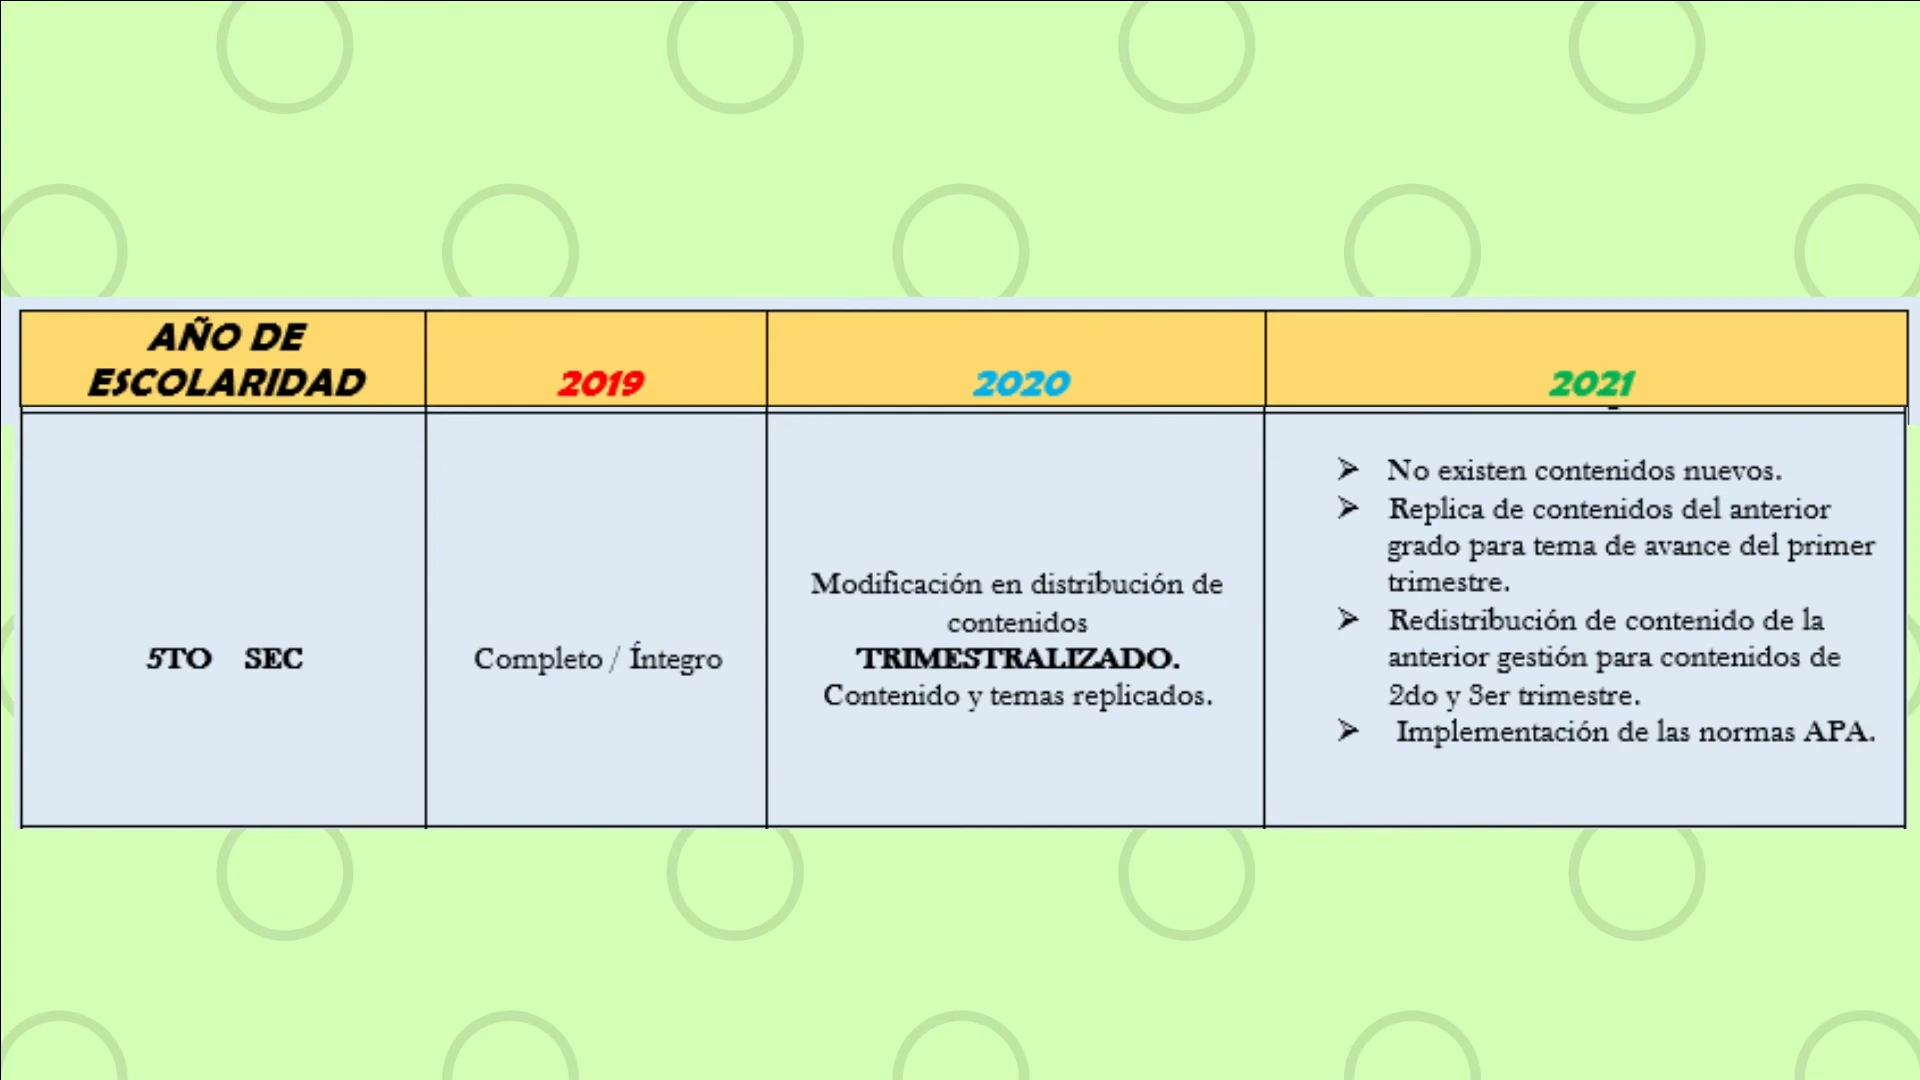 AÑO DE
ESCOLARIDAD
2019
2020
2021
5TO SEC
Completo / Íntegro
Modificación en distribución de
contenidos
TRIMESTRALIZADO.
Contenido y temas replicados.
➢ No existen contenidos nuevos.
➢ Replica de contenidos del anterior
grado para tema de avance del primer
trimestre.
➢ Redistribución de contenido de la
anterior gestión para contenidos de
2do y 3er trimestre.
➢ Implementación de las normas APA.